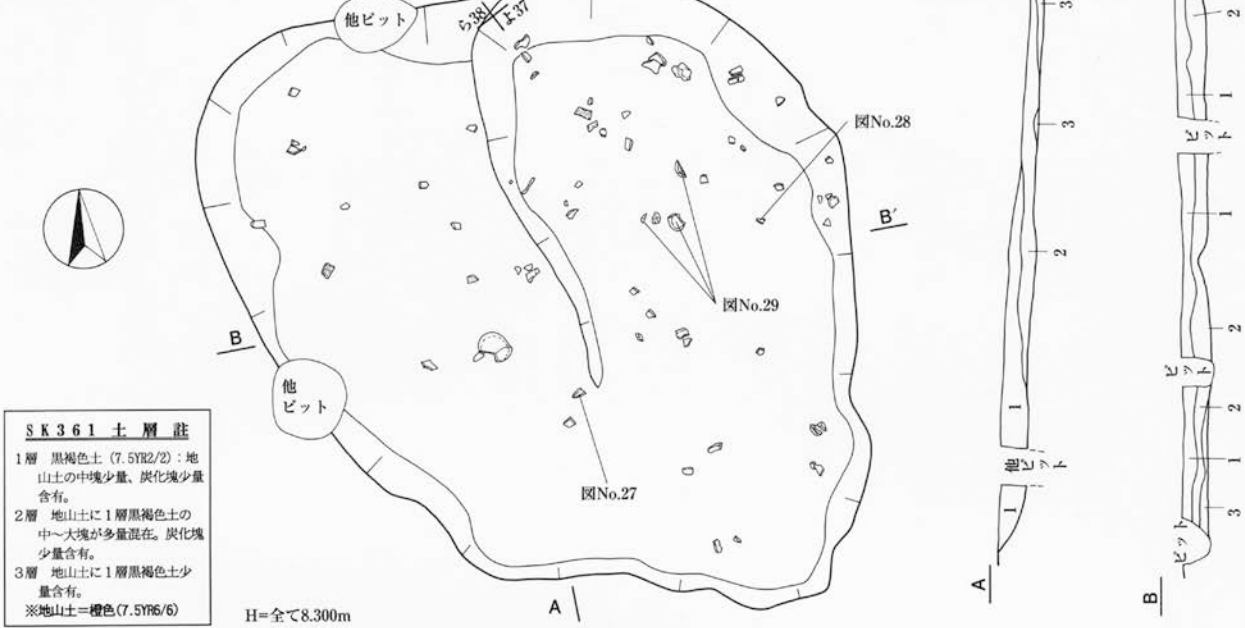 他ピット
ら38
よ37
図No.28
B'
図No.29
B
他
ピット
図No.27
A
SK361 土層註
1層 黒褐色土(7.5YR2/2):地
山土の中塊少量、炭化塊少量
含有。
2層 地山土に1層黒褐色土の
中~大塊が多量混在。炭化塊
少量含有。
3層 地山土に1層黒褐色土少
量含有。
※地山土=橙色(7.5YR6/6)
H=全て8.300m
3
3
2
1
他ピット
1
A
2
1
ピット
1
2
ピット
2
1
3
ピット
B